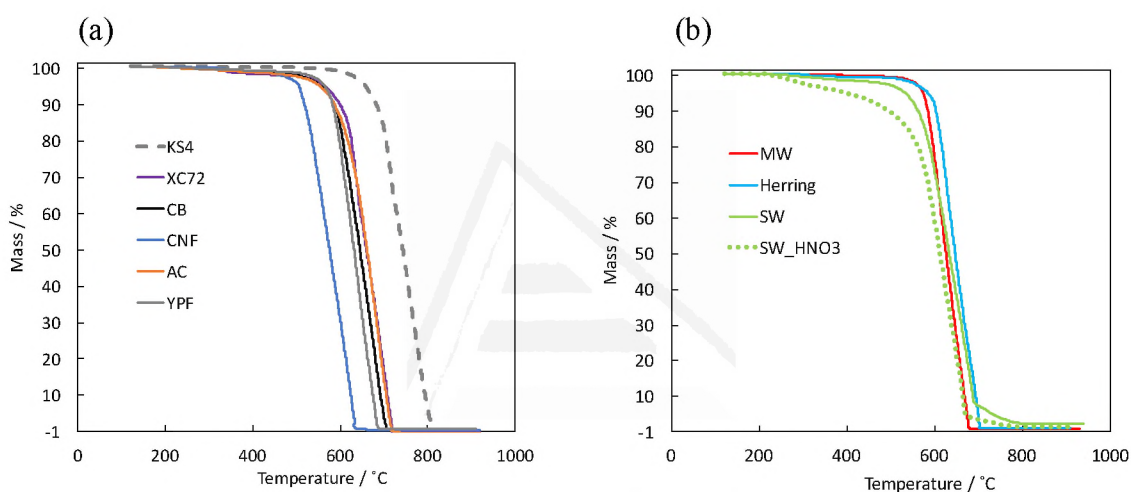 (a)
100
90
80
70
60
50
40
30
20
10
-1
Mass / %
KS4
XC72
CB
CNF
AC
YPF
0 200 400 600 800 1000
Temperature / ˚C
(b)
100
90
80
70
60
50
40
30
20
10
-1
Mass / %
MW
Herring
SW
SW_HNO3
0 200 400 600 800 1000
Temperature / ˚C